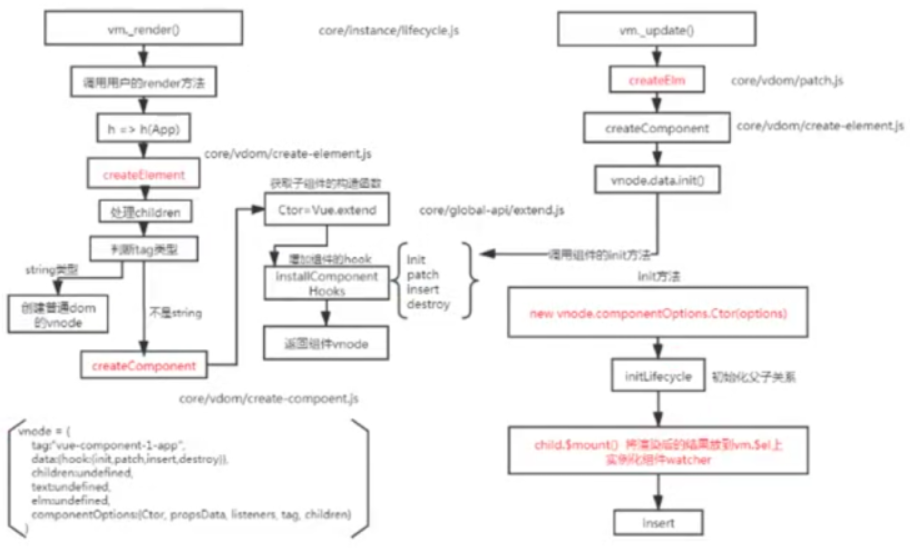 vm._render()
core/instance/lifecycle.js
调用用户的render方法
h => h(App)
core/vdom/create-element.js
createElement
处理children
判断tag类型
string类型
创建普通dom
的vnode
不是string
createComponent
core/vdom/create-compoent.js
获取子组件的构造函数
Ctor=Vue.extend
core/global-api/extend.js
增加组件的hook
installComponent
Hooks
init
patch
insert
destroy
返回组件vnode
vnode = {
tag:"vue-component-1-app",
data:{hook:{init,patch,insert,destroy}},
children:undefined,
text:undefined,
elm:undefined,
componentOptions:{Ctor, propsData, listeners, tag, children}
}
vm._update()
createElm
core/vdom/patch.js
createComponent
core/vdom/create-element.js
vnode.data.init()
调用组件的init方法
init方法
new vnode.componentOptions.Ctor(options)
initLifecycle
初始化父子关系
child.$mount() 将渲染后的结果放到vm.$el上
实例化组件watcher
insert